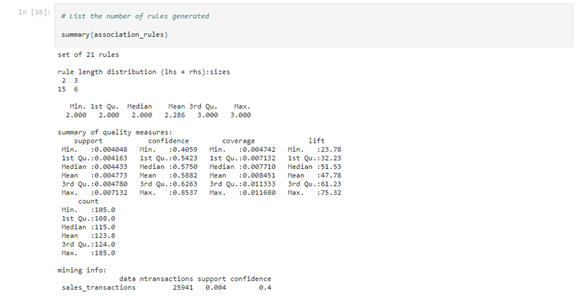 In [18]:
# List the number of rules generated
summary(association_rules)
set of 21 rules
rule length distribution (lhs + rhs):sizes
2 3
15 6
Min. 1st Qu. Median Mean 3rd Qu. Max.
2.000 2.000 2.000 2.286 3.000 3.000
summary of quality measures:
support confidence coverage lift
Min. :0.004048 Min. :0.4059 Min. :0.004742 Min. :23.78
1st Qu.:0.004163 1st Qu.:0.5423 1st Qu.:0.007132 1st Qu.:32.23
Median :0.004433 Median :0.5750 Median :0.007710 Median :51.53
Mean :0.004773 Mean :0.5882 Mean :0.008451 Mean :47.78
3rd Qu.:0.004780 3rd Qu.:0.6263 3rd Qu.:0.011333 3rd Qu.:61.23
Max. :0.007132 Max. :0.8537 Max. :0.011680 Max. :75.32
count
Min. :105.0
1st Qu.:108.0
Median :115.0
Mean :123.8
3rd Qu.:124.0
Max. :185.0
mining info:
data ntransactions support confidence
sales_transactions 25941 0.004 0.4